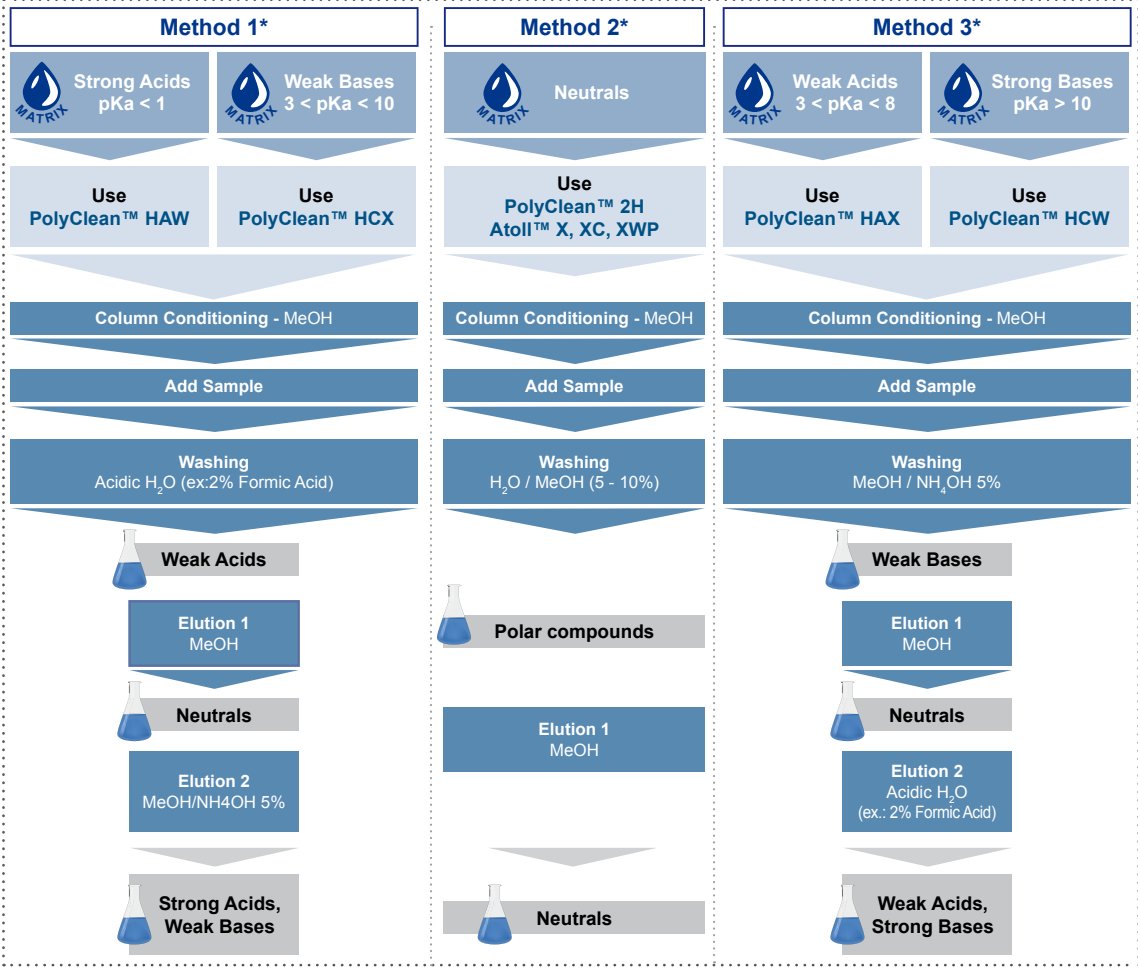 Method 1*
Strong Acids
pKa < 1
MATRIX
Weak Bases
3 < pKa < 10
MATRIX
Use
PolyClean™ HAW
Use
PolyClean™ HCX
Column Conditioning - MeOH
Add Sample
Washing
Acidic H₂O (ex:2% Formic Acid)
Weak Acids
Elution 1
MeOH
Neutrals
Elution 2
MeOH/NH4OH 5%
Strong Acids,
Weak Bases
Method 2*
Neutrals
MATRIX
Use
PolyClean™ 2H
Atoll™ X, XC, XWP
Column Conditioning - MeOH
Add Sample
Washing
H₂O / MeOH (5 - 10%)
Polar compounds
Elution 1
MeOH
Neutrals
Method 3*
Weak Acids
3 < pKa < 8
MATRIX
Strong Bases
pKa > 10
MATRIX
Use
PolyClean™ HAX
Use
PolyClean™ HCW
Column Conditioning - MeOH
Add Sample
Washing
MeOH / NH₄OH 5%
Weak Bases
Elution 1
MeOH
Neutrals
Elution 2
Acidic H₂O
(ex.: 2% Formic Acid)
Weak Acids,
Strong Bases